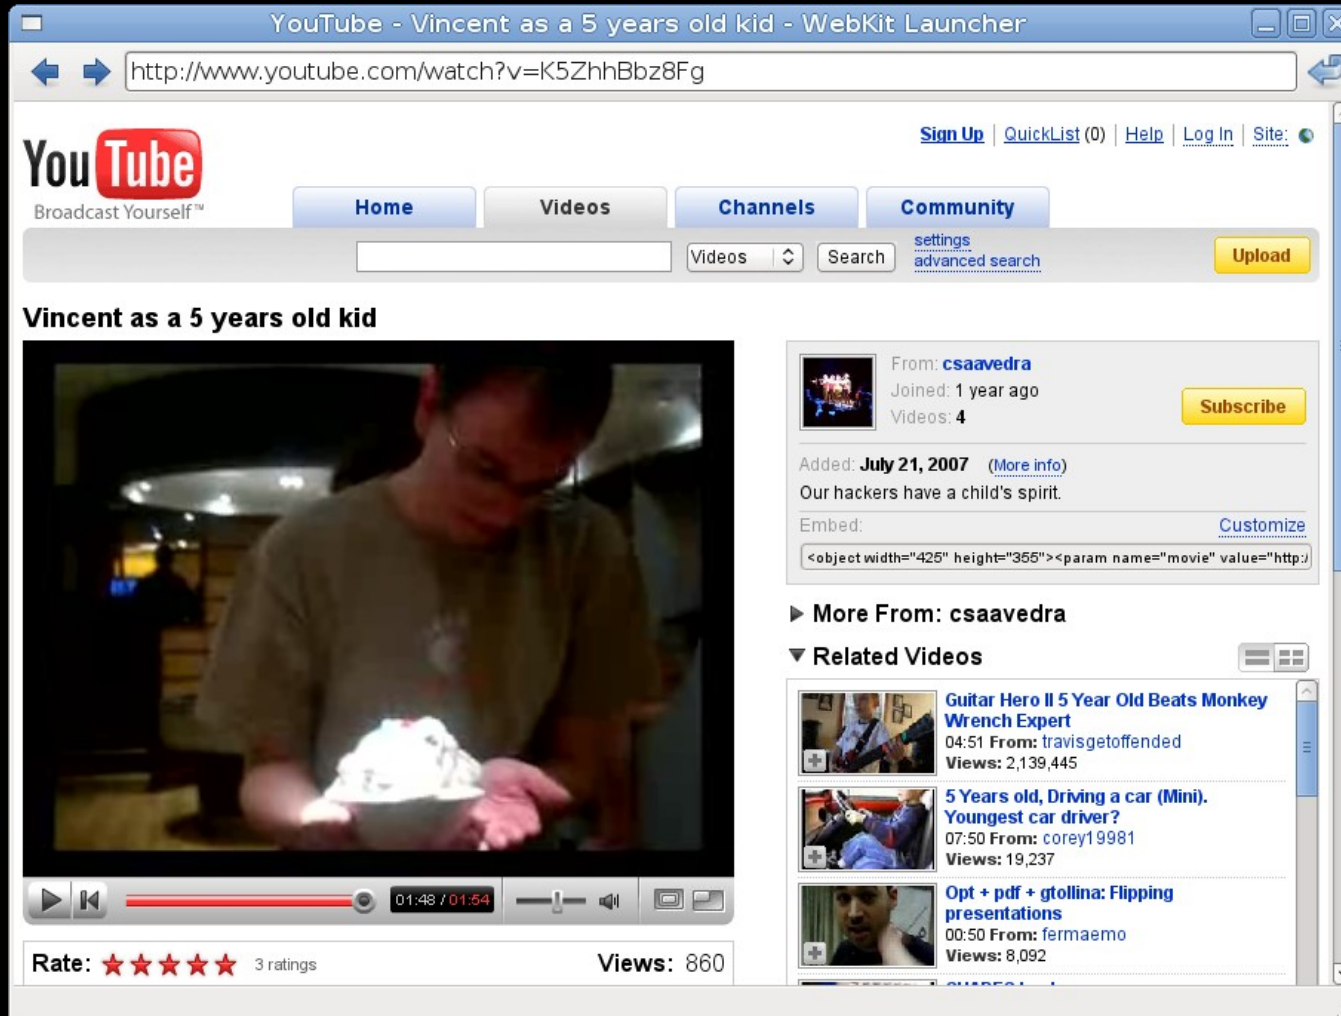 YouTube - Vincent as a 5 years old kid - WebKit Launcher
http://www.youtube.com/watch?v=K5ZhhBbz8Fg
Sign Up | QuickList (0) | Help | Log In | Site:
YouTube
Broadcast Yourself™
Home Videos Channels Community
Videos Search settings
advanced search
Upload
Vincent as a 5 years old kid
From: csaavedra
Joined: 1 year ago
Videos: 4
Subscribe
Added: July 21, 2007 (More info)
Our hackers have a child's spirit.
Embed: Customize
<object width="425" height="355"><param name="movie" value="http:/
More From: csaavedra
Related Videos
Guitar Hero II 5 Year Old Beats Monkey
Wrench Expert
04:51 From: travisgetoffended
Views: 2,139,445
5 Years old, Driving a car (Mini).
Youngest car driver?
07:50 From: corey19981
Views: 19,237
Opt + pdf + gtollina: Flipping
presentations
00:50 From: fermaemo
Views: 8,092
01:48 / 01:54
Rate: 3 ratings Views: 860